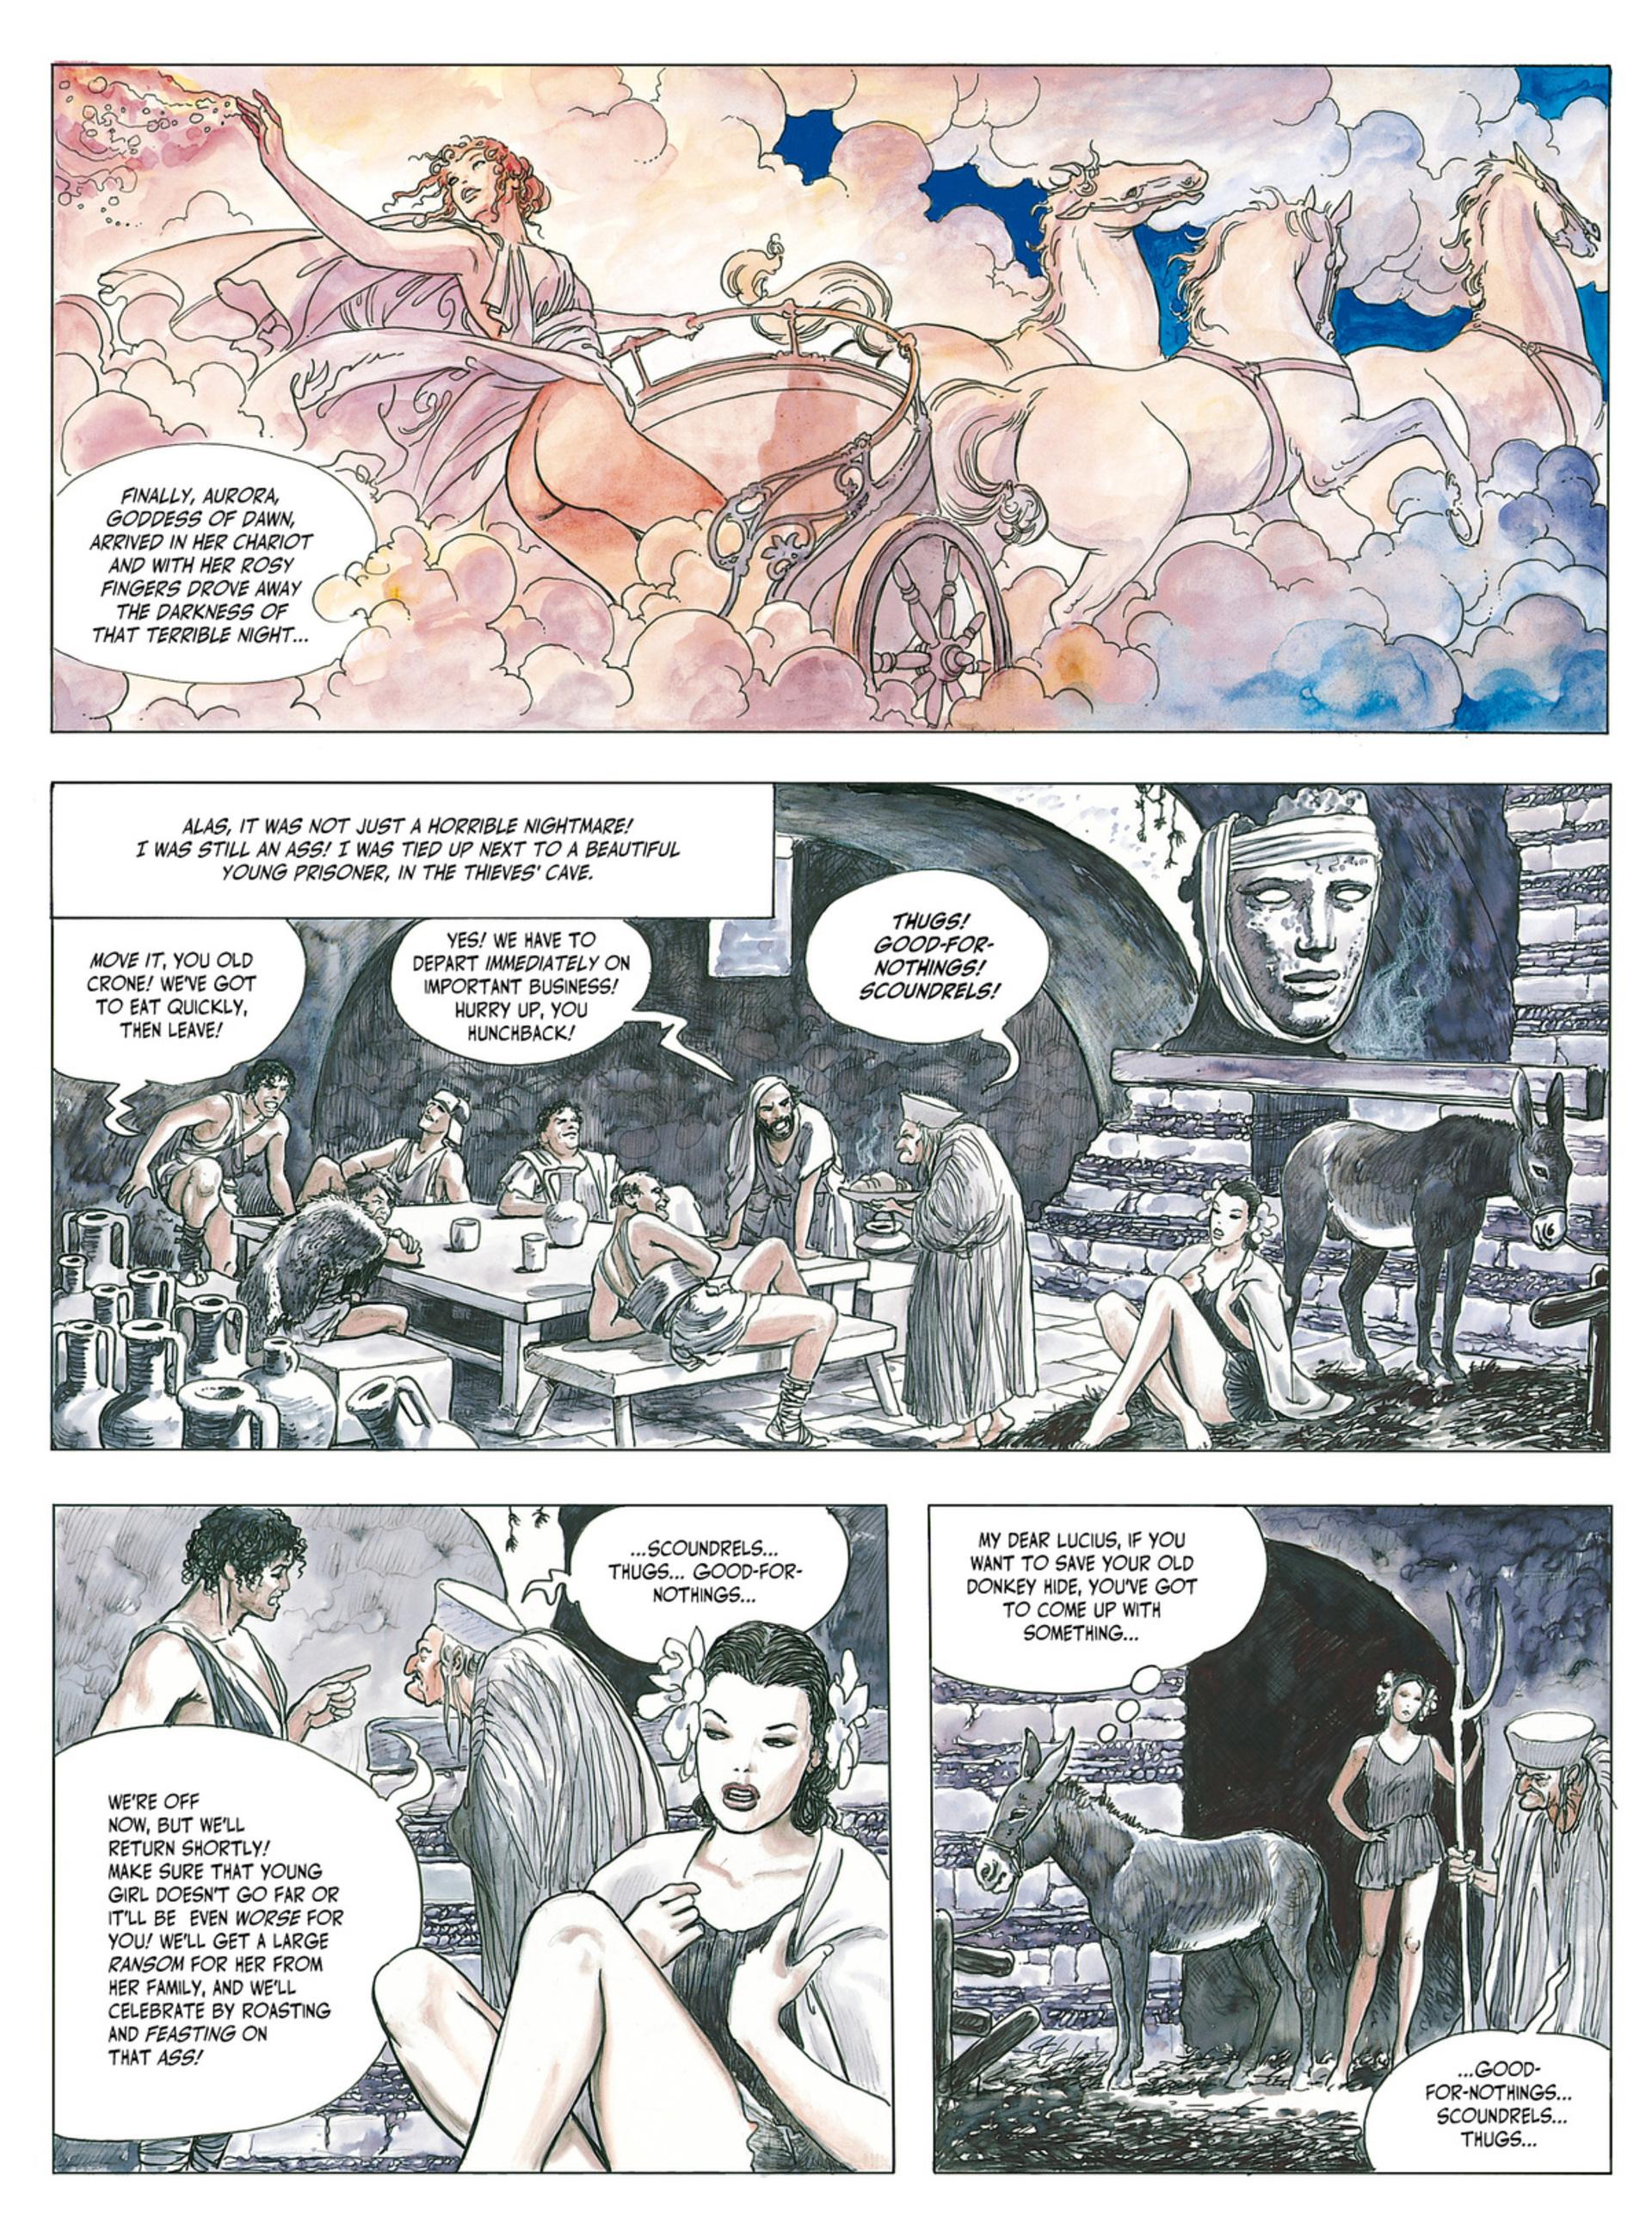 FINALLY, AURORA,
GODDESS OF DAWN,
ARRIVED IN HER CHARIOT
AND WITH HER ROSY
FINGERS DROVE AWAY
THE DARKNESS OF
THAT TERRIBLE NIGHT...
ALAS, IT WAS NOT JUST A HORRIBLE NIGHTMARE!
I WAS STILL AN ASS! I WAS TIED UP NEXT TO A BEAUTIFUL
YOUNG PRISONER, IN THE THIEVES' CAVE.
MOVE IT, YOU OLD
CRONE! WE'VE GOT
TO EAT QUICKLY,
THEN LEAVE!
YES! WE HAVE TO
DEPART IMMEDIATELY ON
IMPORTANT BUSINESS!
HURRY UP, YOU
HUNCHBACK!
THUGS!
GOOD-FOR-
NOTHINGS!
SCOUNDRELS!
WE'RE OFF
NOW, BUT WE'LL
RETURN SHORTLY!
MAKE SURE THAT YOUNG
GIRL DOESN'T GO FAR OR
IT'LL BE EVEN WORSE FOR
YOU! WE'LL GET A LARGE
RANSOM FOR HER FROM
HER FAMILY, AND WE'LL
CELEBRATE BY ROASTING
AND FEASTING ON
THAT ASS!
...SCOUNDRELS...
THUGS... GOOD-FOR-
NOTHINGS...
MY DEAR LUCIUS, IF YOU
WANT TO SAVE YOUR OLD
DONKEY HIDE, YOU'VE GOT
TO COME UP WITH
SOMETHING...
...GOOD-
FOR-NOTHINGS...
SCOUNDRELS...
THUGS...